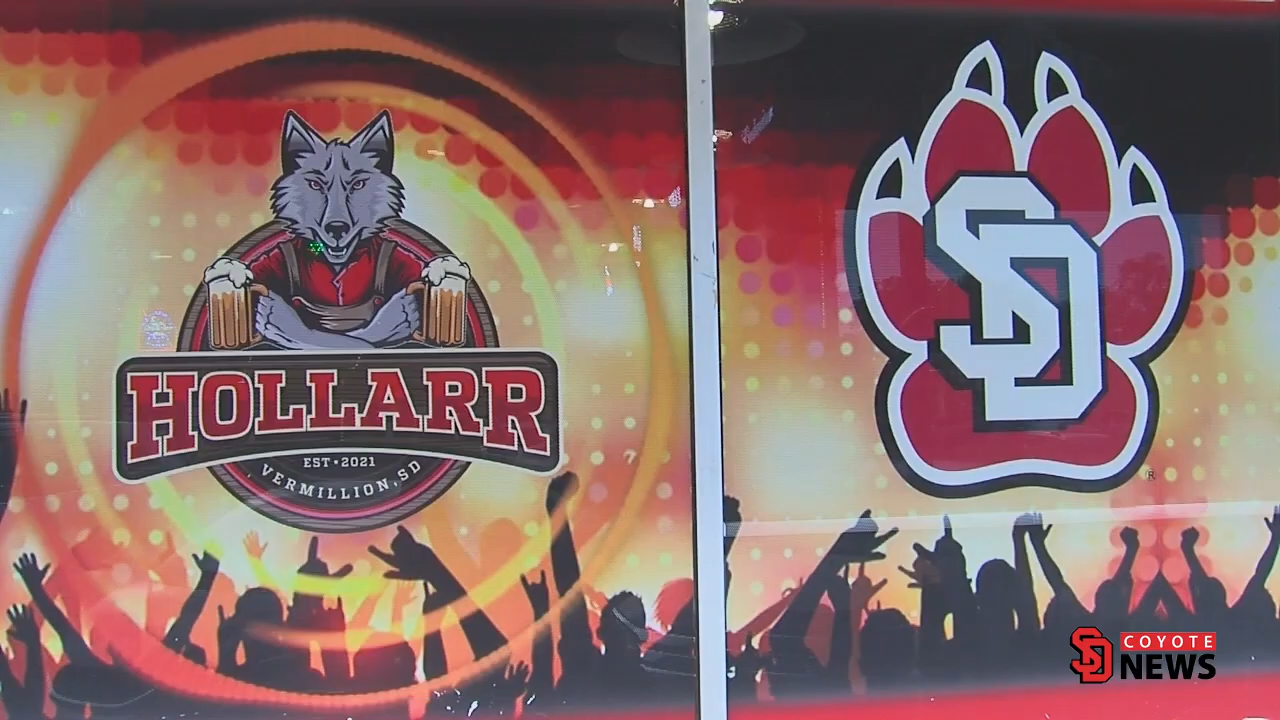 HOLLARR
EST • 2021
VERMILLION, SD
SD
®
SD COYOTE
NEWS